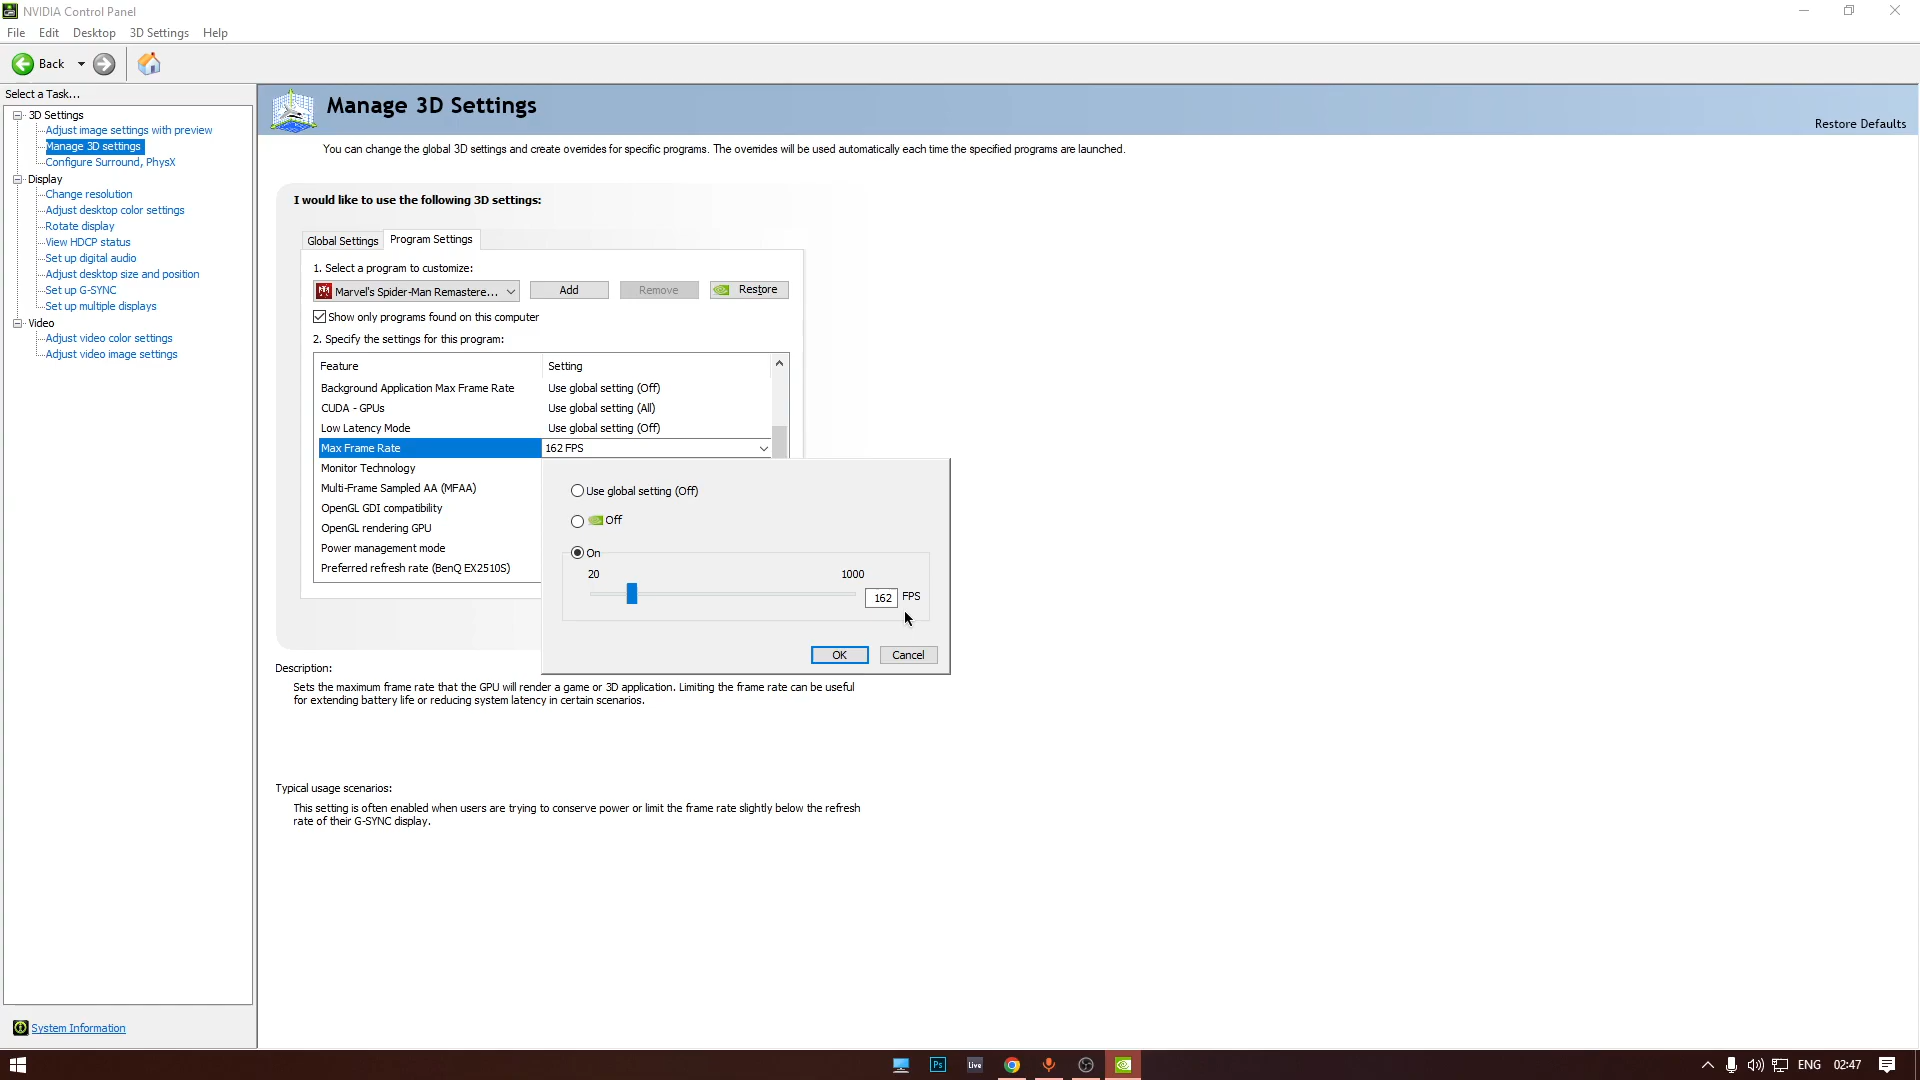 NVIDIA Control Panel
File Edit Desktop 3D Settings Help
Back
Select a Task...
3D Settings
Adjust image settings with preview
Manage 3D settings
Configure Surround, PhysX
Display
Change resolution
Adjust desktop color settings
Rotate display
View HDCP status
Set up digital audio
Adjust desktop size and position
Set up G-SYNC
Set up multiple displays
Video
Adjust video color settings
Adjust video image settings
System Information
Manage 3D Settings
Restore Defaults
You can change the global 3D settings and create overrides for specific programs. The overrides will be used automatically each time the specified programs are launched.
I would like to use the following 3D settings:
Global Settings Program Settings
1. Select a program to customize:
Marvel's Spider-Man Remastere... Add Remove Restore
Show only programs found on this computer
2. Specify the settings for this program:
Feature Setting
Background Application Max Frame Rate Use global setting (Off)
CUDA - GPUs Use global setting (All)
Low Latency Mode Use global setting (Off)
Max Frame Rate 162 FPS
Monitor Technology
Multi-Frame Sampled AA (MFAA)
OpenGL GDI compatibility
OpenGL rendering GPU
Power management mode
Preferred refresh rate (BenQ EX2510S)
Use global setting (Off)
Off
On
20 1000
162 FPS
OK Cancel
Description:
Sets the maximum frame rate that the GPU will render a game or 3D application. Limiting the frame rate can be useful
for extending battery life or reducing system latency in certain scenarios.
Typical usage scenarios:
This setting is often enabled when users are trying to conserve power or limit the frame rate slightly below the refresh
rate of their G-SYNC display.
Ps Live ENG 02:47